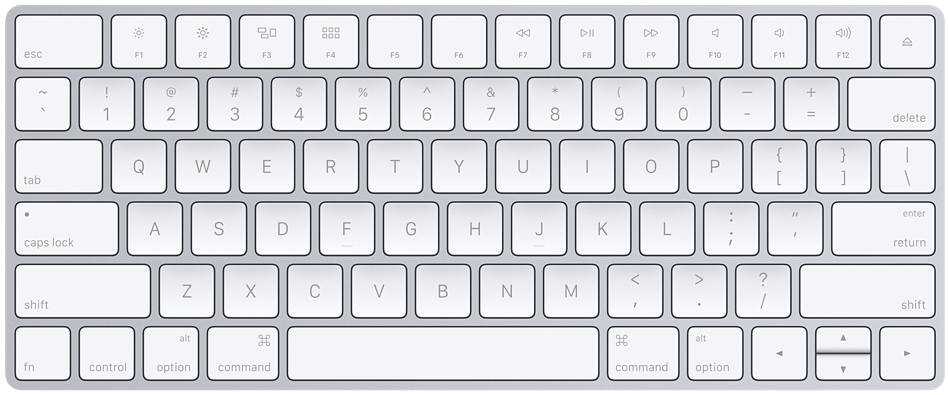 esc F1 F2 F3 F4 F5 F6 F7 F8 F9 F10 F11 F12
~ ! @ # $ % ^ & * ( ) — +
` 1 2 3 4 5 6 7 8 9 0 - = delete
tab Q W E R T Y U I O P { [ } ] | \
caps lock A S D F G H J K L : ; " ' enter return
shift Z X C V B N M < , > . ? / shift
fn control alt option ⌘ command ⌘ command alt option ◄ ▲ ▼ ►